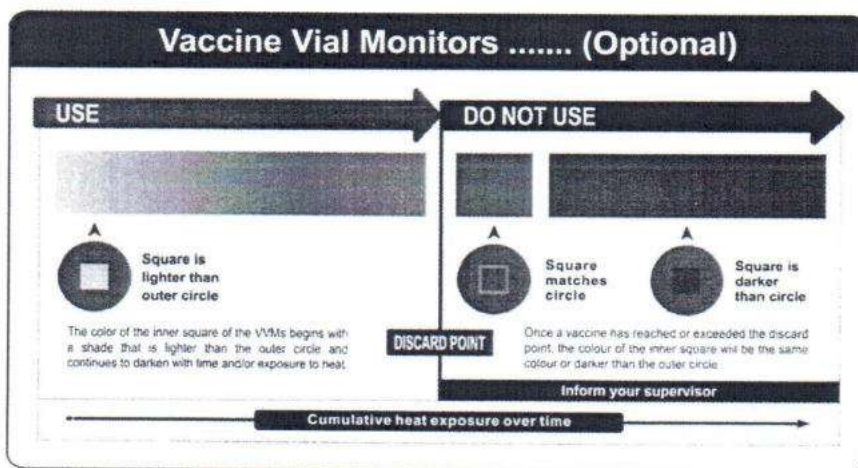 Vaccine Vial Monitors ....... (Optional)
USE
DO NOT USE
Square is
lighter than
outer circle
Square
matches
circle
Square is
darker
than circle
The color of the inner square of the VVMs begins with
a shade that is lighter than the outer circle and
continues to darken with time and/or exposure to heat
DISCARD POINT
Once a vaccine has reached or exceeded the discard
point, the colour of the inner square will be the same
colour or darker than the outer circle
Inform your supervisor
Cumulative heat exposure over time